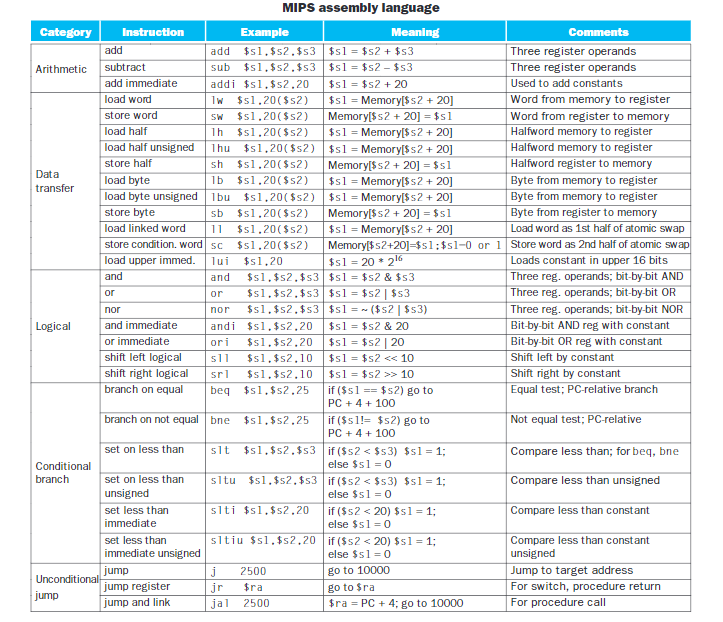 MIPS assembly language
Category Instruction Example Meaning Comments
Arithmetic
add add $s1,$s2,$s3 $s1 = $s2 + $s3 Three register operands
subtract sub $s1,$s2,$s3 $s1 = $s2 – $s3 Three register operands
add immediate addi $s1,$s2,20 $s1 = $s2 + 20 Used to add constants
Data
transfer
load word lw $s1,20($s2) $s1 = Memory[$s2 + 20] Word from memory to register
store word sw $s1,20($s2) Memory[$s2 + 20] = $s1 Word from register to memory
load half lh $s1,20($s2) $s1 = Memory[$s2 + 20] Halfword memory to register
load half unsigned lhu $s1,20($s2) $s1 = Memory[$s2 + 20] Halfword memory to register
store half sh $s1,20($s2) Memory[$s2 + 20] = $s1 Halfword register to memory
load byte lb $s1,20($s2) $s1 = Memory[$s2 + 20] Byte from memory to register
load byte unsigned lbu $s1,20($s2) $s1 = Memory[$s2 + 20] Byte from memory to register
store byte sb $s1,20($s2) Memory[$s2 + 20] = $s1 Byte from register to memory
load linked word ll $s1,20($s2) $s1 = Memory[$s2 + 20] Load word as 1st half of atomic swap
store condition. word sc $s1,20($s2) Memory[$s2+20]=$s1;$s1=0 or 1 Store word as 2nd half of atomic swap
load upper immed. lui $s1,20 $s1 = 20 * 2¹⁶ Loads constant in upper 16 bits
Logical
and and $s1,$s2,$s3 $s1 = $s2 & $s3 Three reg. operands; bit-by-bit AND
or or $s1,$s2,$s3 $s1 = $s2 | $s3 Three reg. operands; bit-by-bit OR
nor nor $s1,$s2,$s3 $s1 = ~ ($s2 | $s3) Three reg. operands; bit-by-bit NOR
and immediate andi $s1,$s2,20 $s1 = $s2 & 20 Bit-by-bit AND reg with constant
or immediate ori $s1,$s2,20 $s1 = $s2 | 20 Bit-by-bit OR reg with constant
shift left logical sll $s1,$s2,10 $s1 = $s2 << 10 Shift left by constant
shift right logical srl $s1,$s2,10 $s1 = $s2 >> 10 Shift right by constant
Conditional
branch
branch on equal beq $s1,$s2,25 if ($s1 == $s2) go to Equal test; PC-relative branch
PC + 4 + 100
branch on not equal bne $s1,$s2,25 if ($s1!= $s2) go to Not equal test; PC-relative
PC + 4 + 100
set on less than slt $s1,$s2,$s3 if ($s2 < $s3) $s1 = 1; Compare less than; for beq, bne
else $s1 = 0
set on less than sltu $s1,$s2,$s3 if ($s2 < $s3) $s1 = 1; Compare less than unsigned
unsigned else $s1 = 0
set less than slti $s1,$s2,20 if ($s2 < 20) $s1 = 1; Compare less than constant
immediate else $s1 = 0
set less than sltiu $s1,$s2,20 if ($s2 < 20) $s1 = 1; Compare less than constant
immediate unsigned else $s1 = 0 unsigned
Unconditional
jump
jump j 2500 go to 10000 Jump to target address
jump register jr $ra go to $ra For switch, procedure return
jump and link jal 2500 $ra = PC + 4; go to 10000 For procedure call